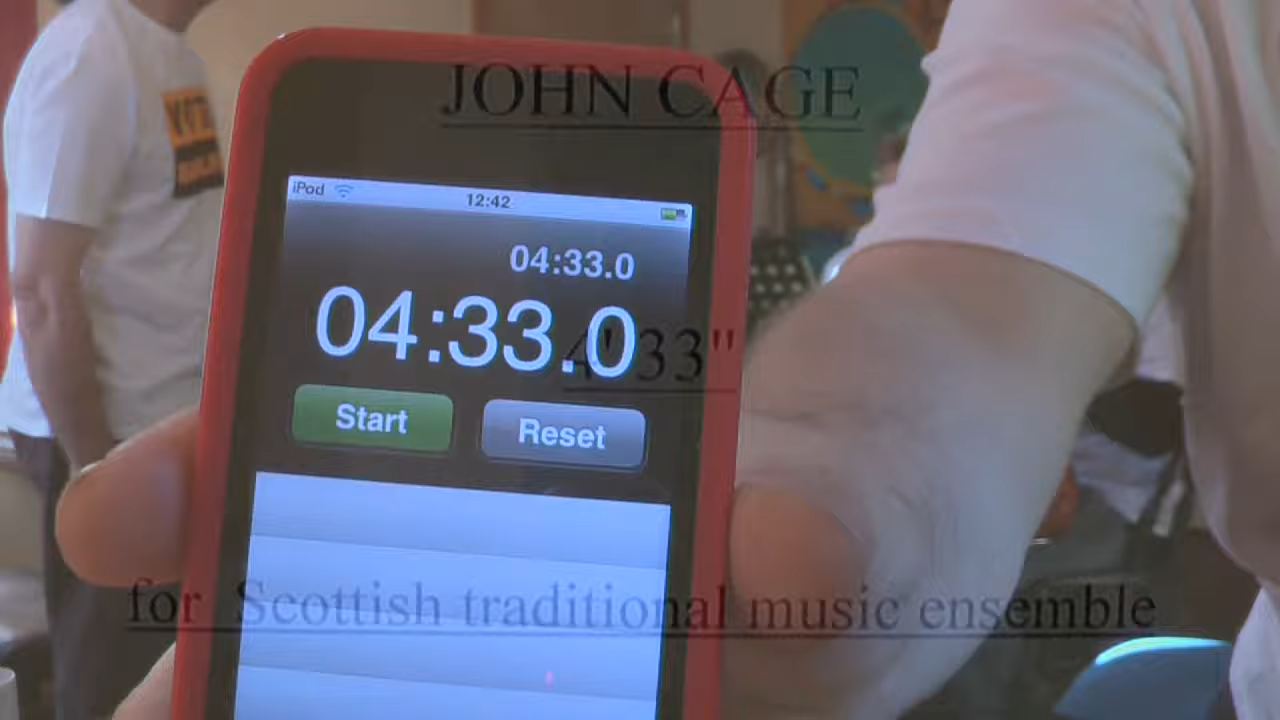 JOHN CAGE
iPod 12:42
04:33.0
04:33.0
4'33"
Start Reset
for Scottish traditional music ensemble